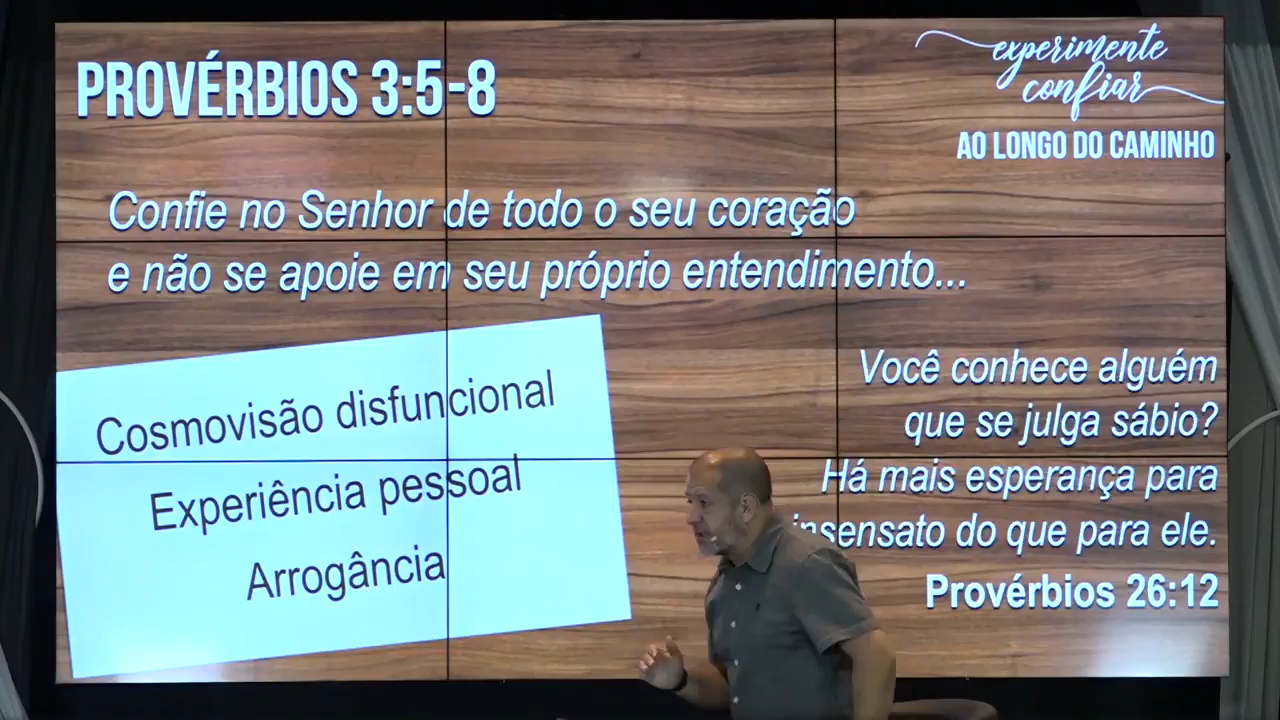 PROVÉRBIOS 3:5-8
experimente
confiar
AO LONGO DO CAMINHO
Confie no Senhor de todo o seu coração
e não se apoie em seu próprio entendimento...
Cosmovisão disfuncional
Experiência pessoal
Arrogância
Você conhece alguém
que se julga sábio?
Há mais esperança para
insensato do que para ele.
Provérbios 26:12